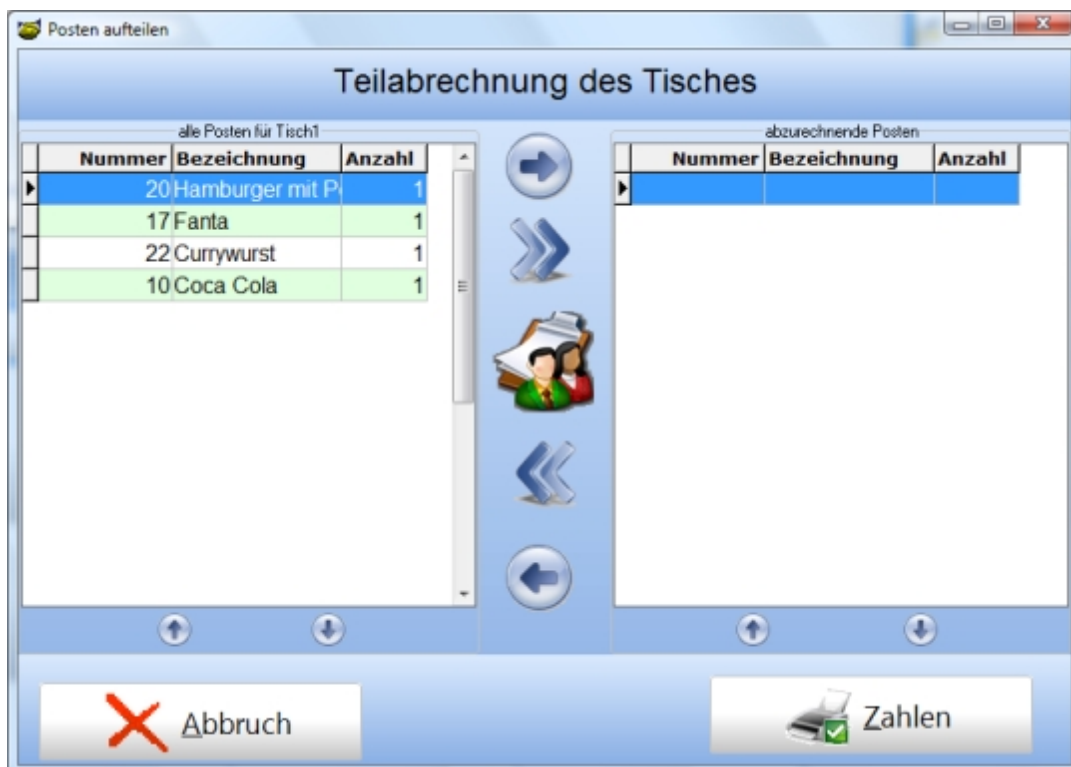 Posten aufteilen
Teilabrechnung des Tisches
alle Posten für Tisch1
Nummer Bezeichnung Anzahl
20 Hamburger mit 1
17 Fanta 1
22 Currywurst 1
10 Coca Cola 1
abzurechnende Posten
Nummer Bezeichnung Anzahl
Abbruch
Zahlen